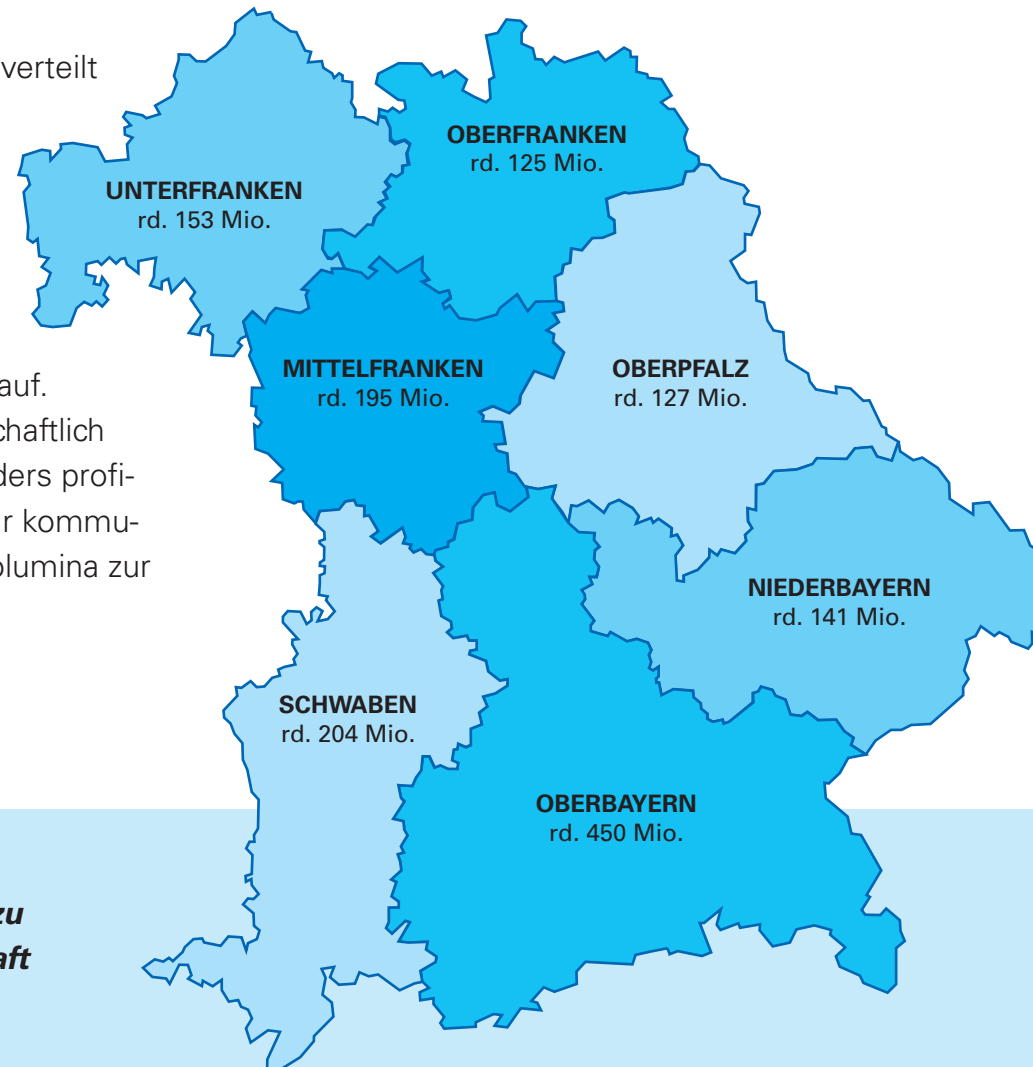 verteilt
auf.
chaftlich
ders profi-
r kommu-
olumina zur
zu
aft
OBERFRANKEN
rd. 125 Mio.
UNTERFRANKEN
rd. 153 Mio.
MITTELFRANKEN
rd. 195 Mio.
OBERPFALZ
rd. 127 Mio.
NIEDERBAYERN
rd. 141 Mio.
SCHWABEN
rd. 204 Mio.
OBERBAYERN
rd. 450 Mio.